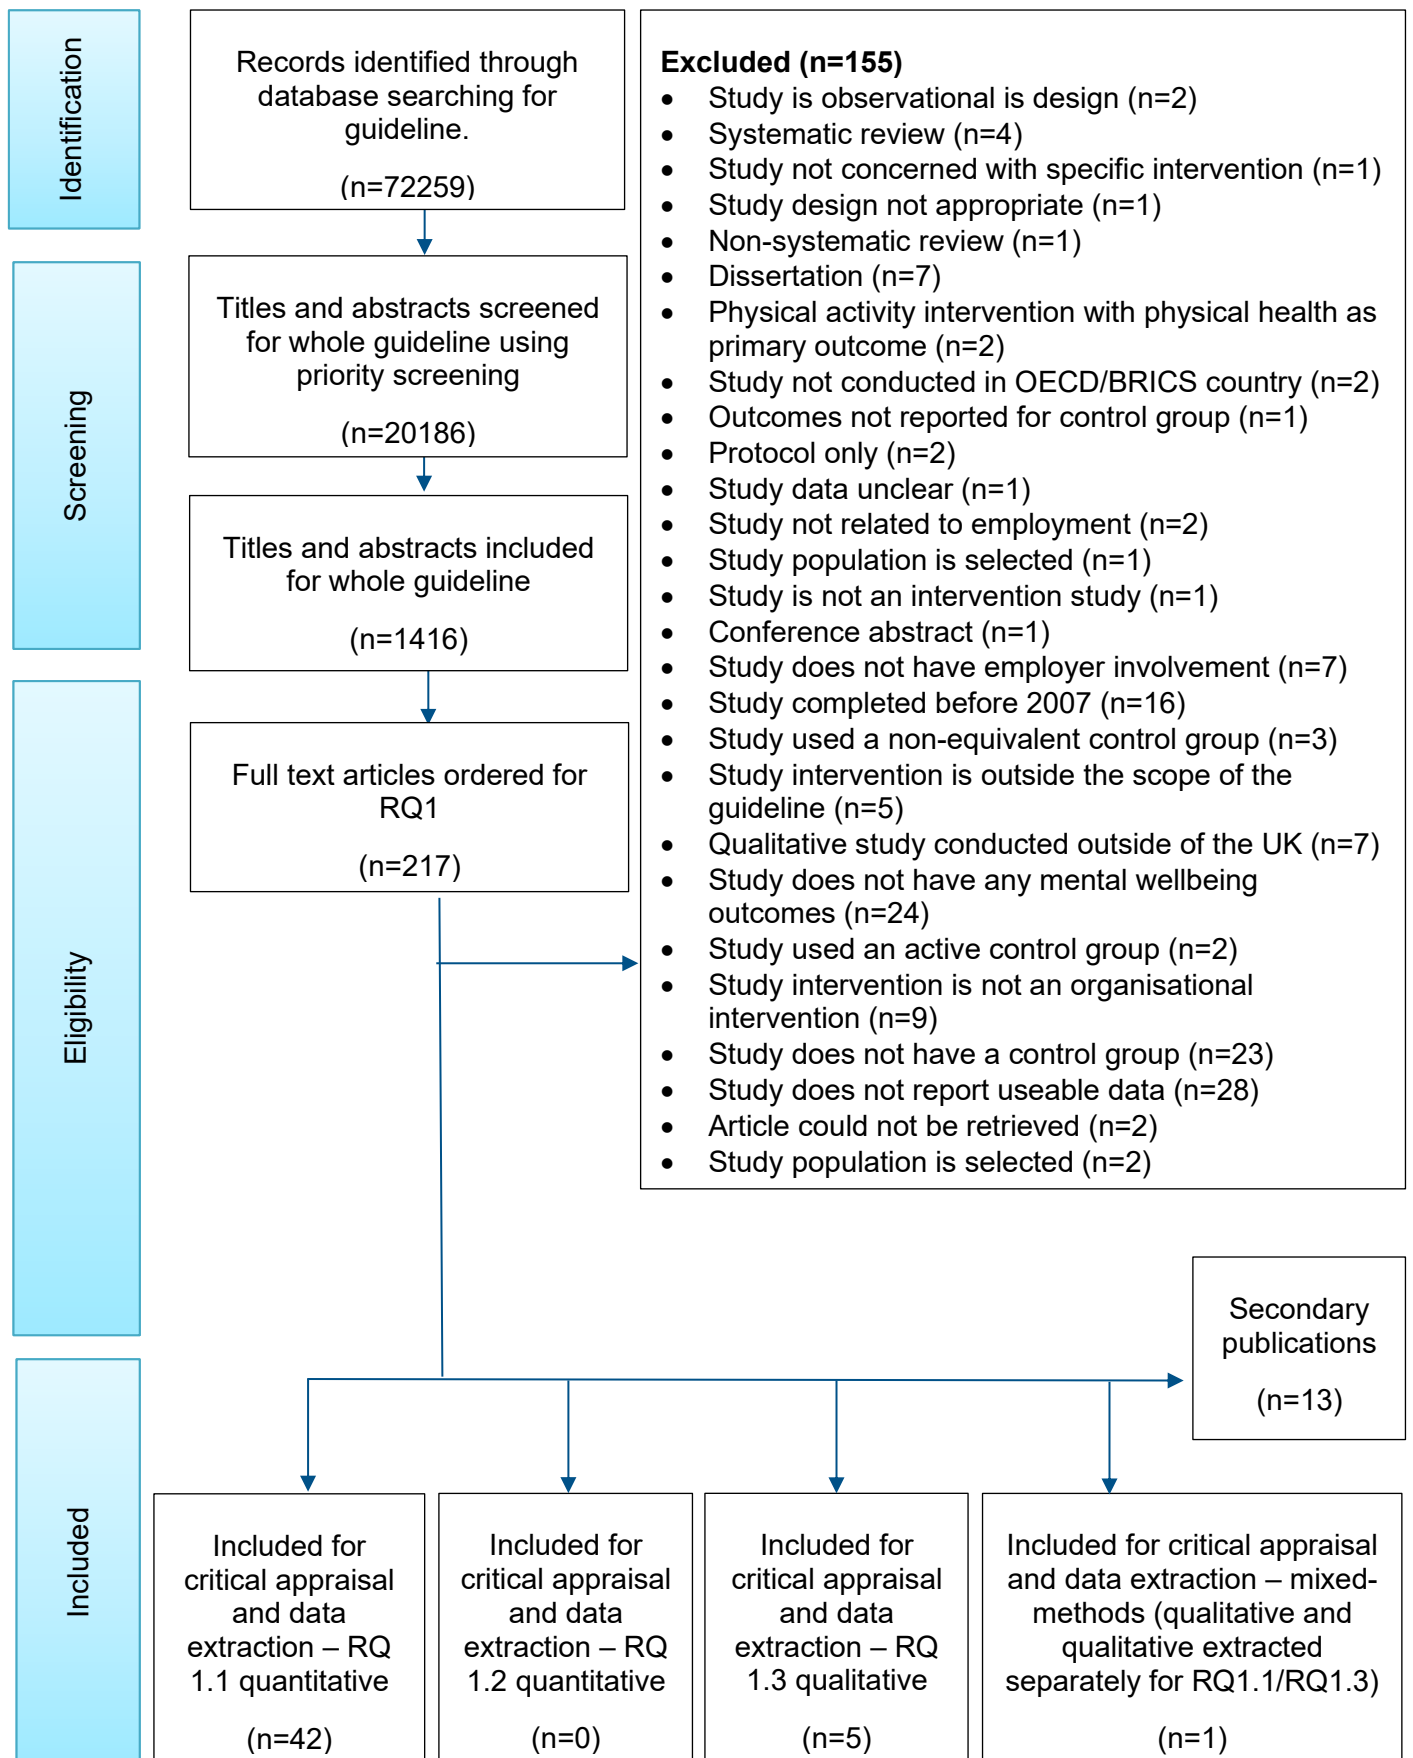 Identification
Records identified through
database searching for
guideline.
(n=72259)
Screening
Titles and abstracts screened
for whole guideline using
priority screening
(n=20186)
Titles and abstracts included
for whole guideline
(n=1416)
Eligibility
Full text articles ordered for
RQ1
(n=217)
Excluded (n=155)
• Study is observational is design (n=2)
• Systematic review (n=4)
• Study not concerned with specific intervention (n=1)
• Study design not appropriate (n=1)
• Non-systematic review (n=1)
• Dissertation (n=7)
• Physical activity intervention with physical health as
primary outcome (n=2)
• Study not conducted in OECD/BRICS country (n=2)
• Outcomes not reported for control group (n=1)
• Protocol only (n=2)
• Study data unclear (n=1)
• Study not related to employment (n=2)
• Study population is selected (n=1)
• Study is not an intervention study (n=1)
• Conference abstract (n=1)
• Study does not have employer involvement (n=7)
• Study completed before 2007 (n=16)
• Study used a non-equivalent control group (n=3)
• Study intervention is outside the scope of the
guideline (n=5)
• Qualitative study conducted outside of the UK (n=7)
• Study does not have any mental wellbeing
outcomes (n=24)
• Study used an active control group (n=2)
• Study intervention is not an organisational
intervention (n=9)
• Study does not have a control group (n=23)
• Study does not report useable data (n=28)
• Article could not be retrieved (n=2)
• Study population is selected (n=2)
Secondary
publications
(n=13)
Included
Included for
critical appraisal
and data
extraction – RQ
1.1 quantitative
(n=42)
Included for
critical appraisal
and data
extraction – RQ
1.2 quantitative
(n=0)
Included for
critical appraisal
and data
extraction – RQ
1.3 qualitative
(n=5)
Included for critical appraisal
and data extraction – mixed-
methods (qualitative and
qualitative extracted
separately for RQ1.1/RQ1.3)
(n=1)